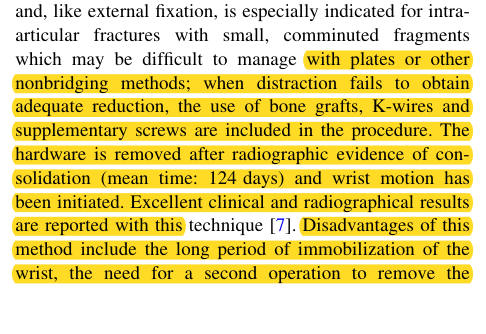 and, like external fixation, is especially indicated for intra-
articular fractures with small, comminuted fragments
which may be difficult to manage with plates or other
nonbridging methods; when distraction fails to obtain
adequate reduction, the use of bone grafts, K-wires and
supplementary screws are included in the procedure. The
hardware is removed after radiographic evidence of con-
solidation (mean time: 124 days) and wrist motion has
been initiated. Excellent clinical and radiographical results
are reported with this technique [7]. Disadvantages of this
method include the long period of immobilization of the
wrist, the need for a second operation to remove the